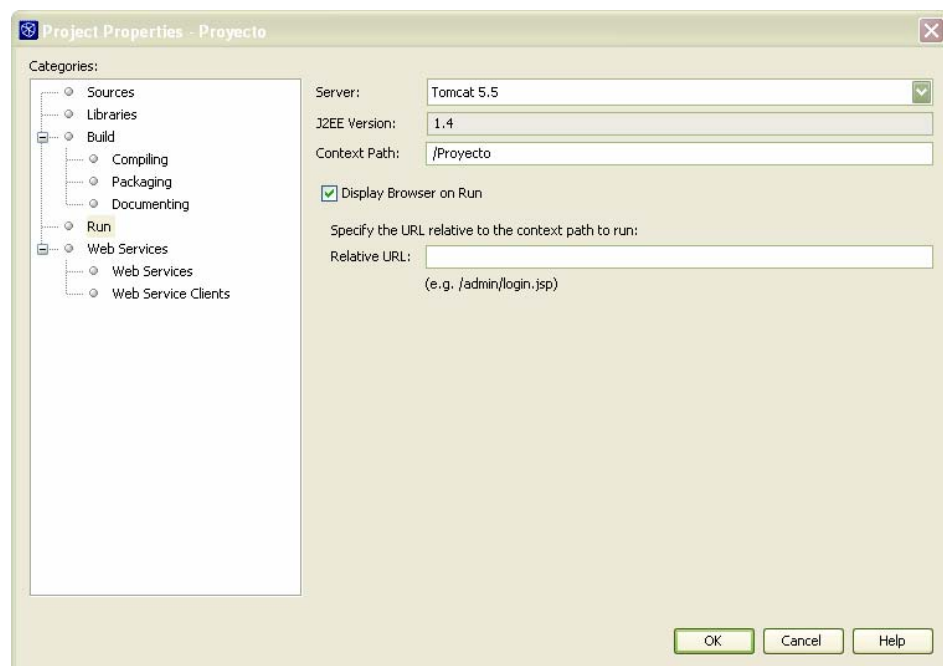 Project Properties - Proyecto
Categories:
Sources
Libraries
Build
Compiling
Packaging
Documenting
Run
Web Services
Web Services
Web Service Clients
Server: Tomcat 5.5
J2EE Version: 1.4
Context Path: /Proyecto
Display Browser on Run
Specify the URL relative to the context path to run:
Relative URL:
(e.g. /admin/login.jsp)
OK Cancel Help